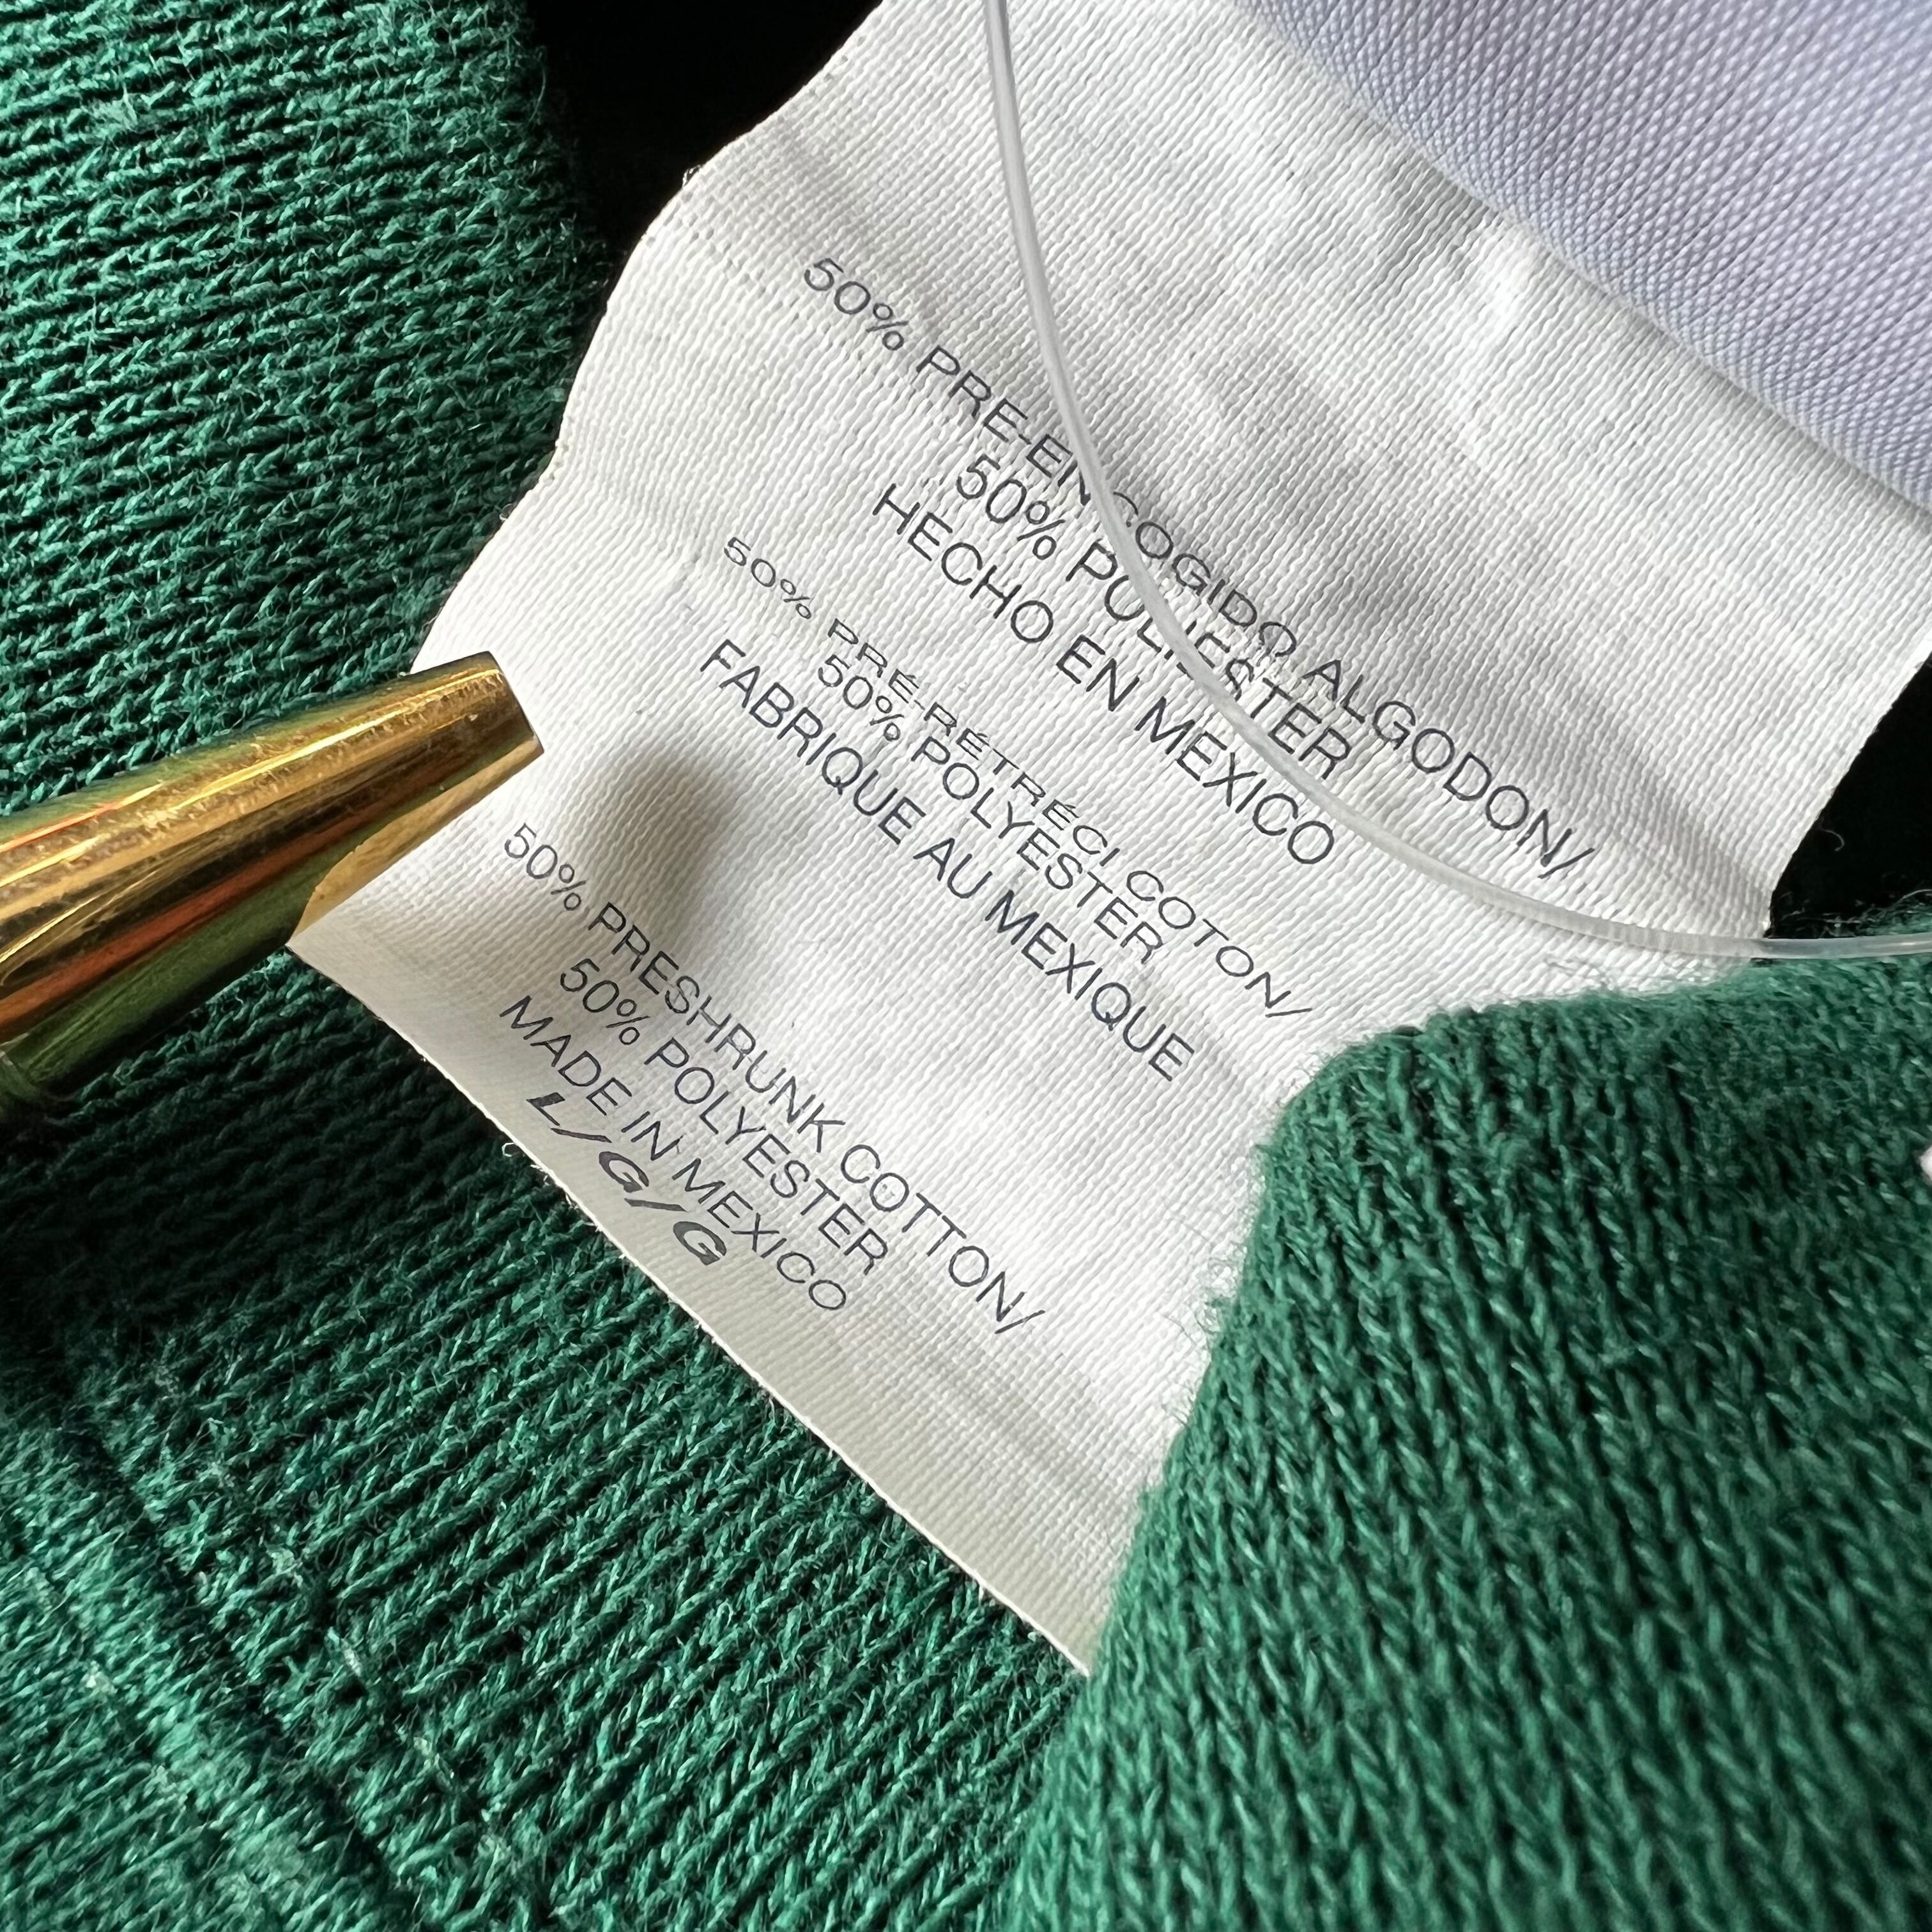 50% PRE-ENCOGIDO ALGODON/
50% POLIESTER
HECHO EN MEXICO
50% PRÉ-RÉTRÉCI COTON/
50% POLYESTER
FABRIQUE AU MEXIQUE
50% PRESHRUNK COTTON/
50% POLYESTER
MADE IN MEXICO
L/G/G